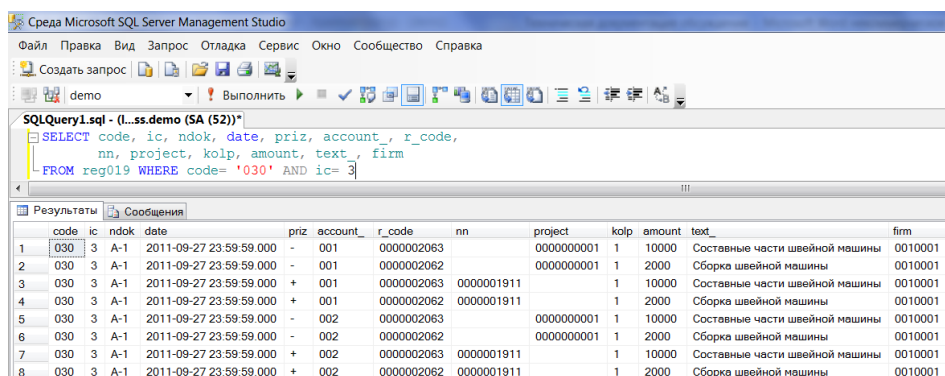 Среда Microsoft SQL Server Management Studio
Файл Правка Вид Запрос Отладка Сервис Окно Сообщество Справка
Создать запрос
demo Выполнить
SQLQuery1.sql - (l...ss.demo (SA (52))*
SELECT code, ic, ndok, date, priz, account_, r_code,
nn, project, kolp, amount, text_, firm
FROM reg019 WHERE code= '030' AND ic= 3
Результаты Сообщения
code ic ndok date priz account_ r_code nn project kolp amount text_ firm
1 030 3 А-1 2011-09-27 23:59:59.000 - 001 0000002063 0000000001 1 10000 Составные части швейной машины 0010001
2 030 3 А-1 2011-09-27 23:59:59.000 - 001 0000002062 0000000001 1 2000 Сборка швейной машины 0010001
3 030 3 А-1 2011-09-27 23:59:59.000 + 001 0000002063 0000001911 1 10000 Составные части швейной машины 0010001
4 030 3 А-1 2011-09-27 23:59:59.000 + 001 0000002062 0000001911 1 2000 Сборка швейной машины 0010001
5 030 3 А-1 2011-09-27 23:59:59.000 - 002 0000002063 0000000001 1 10000 Составные части швейной машины 0010001
6 030 3 А-1 2011-09-27 23:59:59.000 - 002 0000002062 0000000001 1 2000 Сборка швейной машины 0010001
7 030 3 А-1 2011-09-27 23:59:59.000 + 002 0000002063 0000001911 1 10000 Составные части швейной машины 0010001
8 030 3 А-1 2011-09-27 23:59:59.000 + 002 0000002062 0000001911 1 2000 Сборка швейной машины 0010001